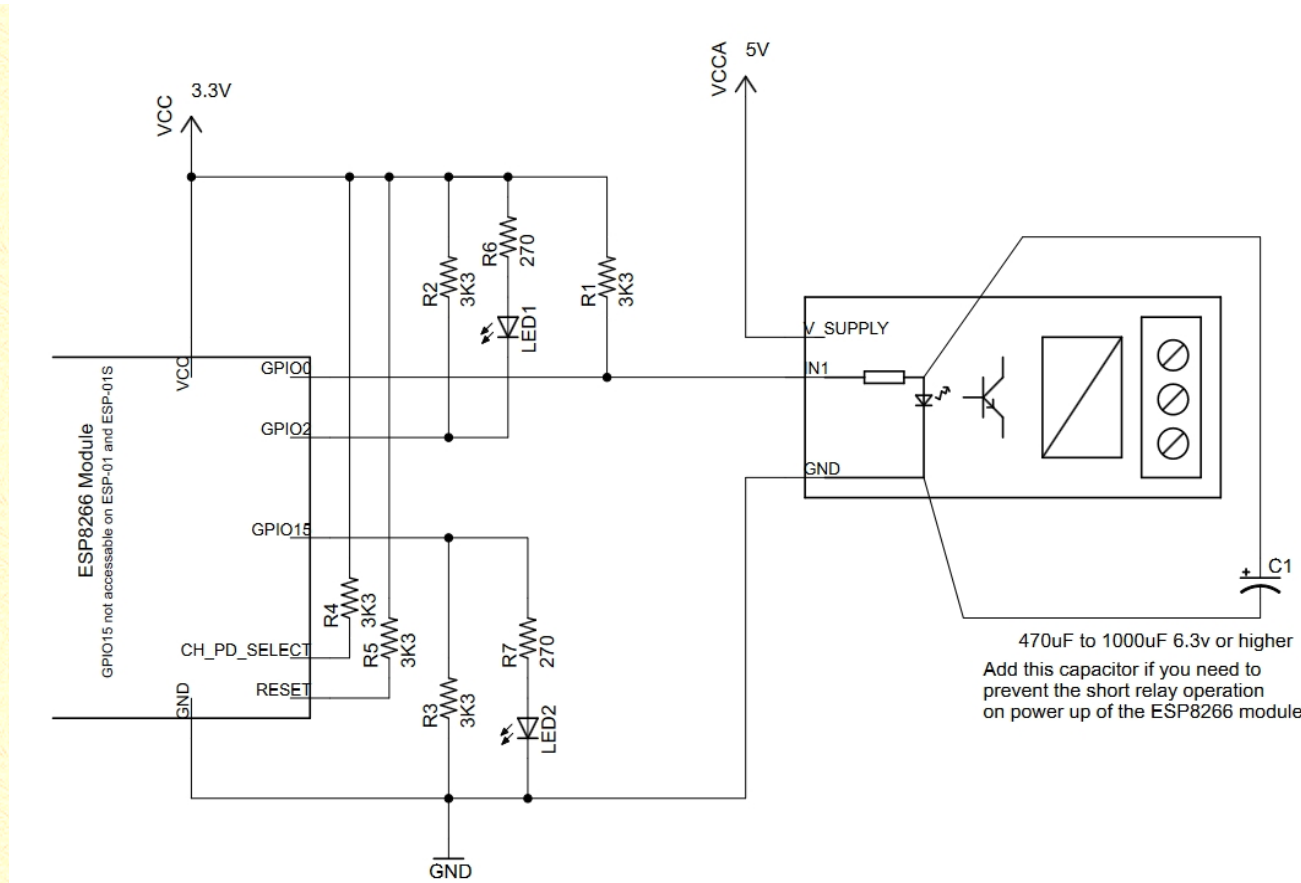 VCC
3.3V
VCCA
5V
R6
270
R2
3K3
R1
3K3
LED1
V_SUPPLY
IN1
GND
VCC
GPIO0
GPIO2
GPIO15
ESP8266 Module
GPIO15 not accessable on ESP-01 and ESP-01S
CH_PD_SELECT
RESET
GND
R4
3K3
R5
3K3
R3
3K3
R7
270
LED2
GND
+
C1
470uF to 1000uF 6.3v or higher
Add this capacitor if you need to
prevent the short relay operation
on power up of the ESP8266 module